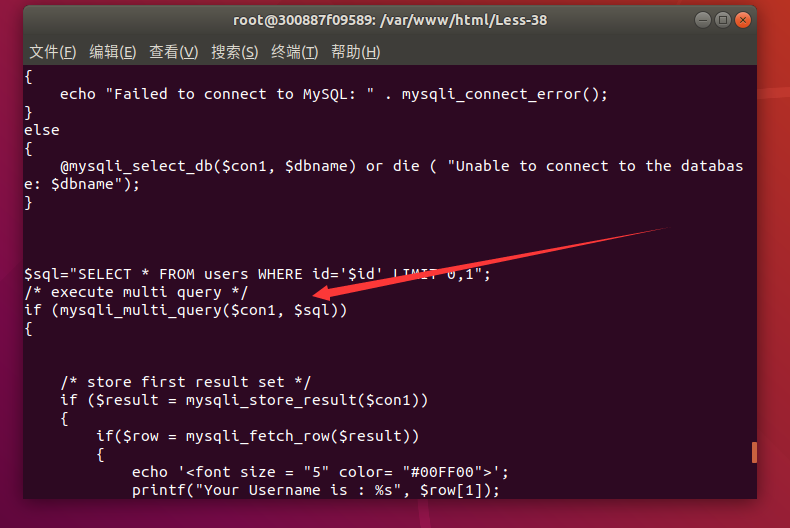 root@300887f09589: /var/www/html/Less-38
文件(F) 编辑(E) 查看(V) 搜索(S) 终端(T) 帮助(H)
{
    echo "Failed to connect to MySQL: " . mysqli_connect_error();
}
else
{
    @mysqli_select_db($con1, $dbname) or die ( "Unable to connect to the databas
e: $dbname");
}
$sql="SELECT * FROM users WHERE id='$id' LIMIT 0,1";
/* execute multi query */
if (mysqli_multi_query($con1, $sql))
{
    /* store first result set */
    if ($result = mysqli_store_result($con1))
    {
        if($row = mysqli_fetch_row($result))
        {
            echo '<font size = "5" color= "#00FF00">';
            printf("Your Username is : %s", $row[1]);